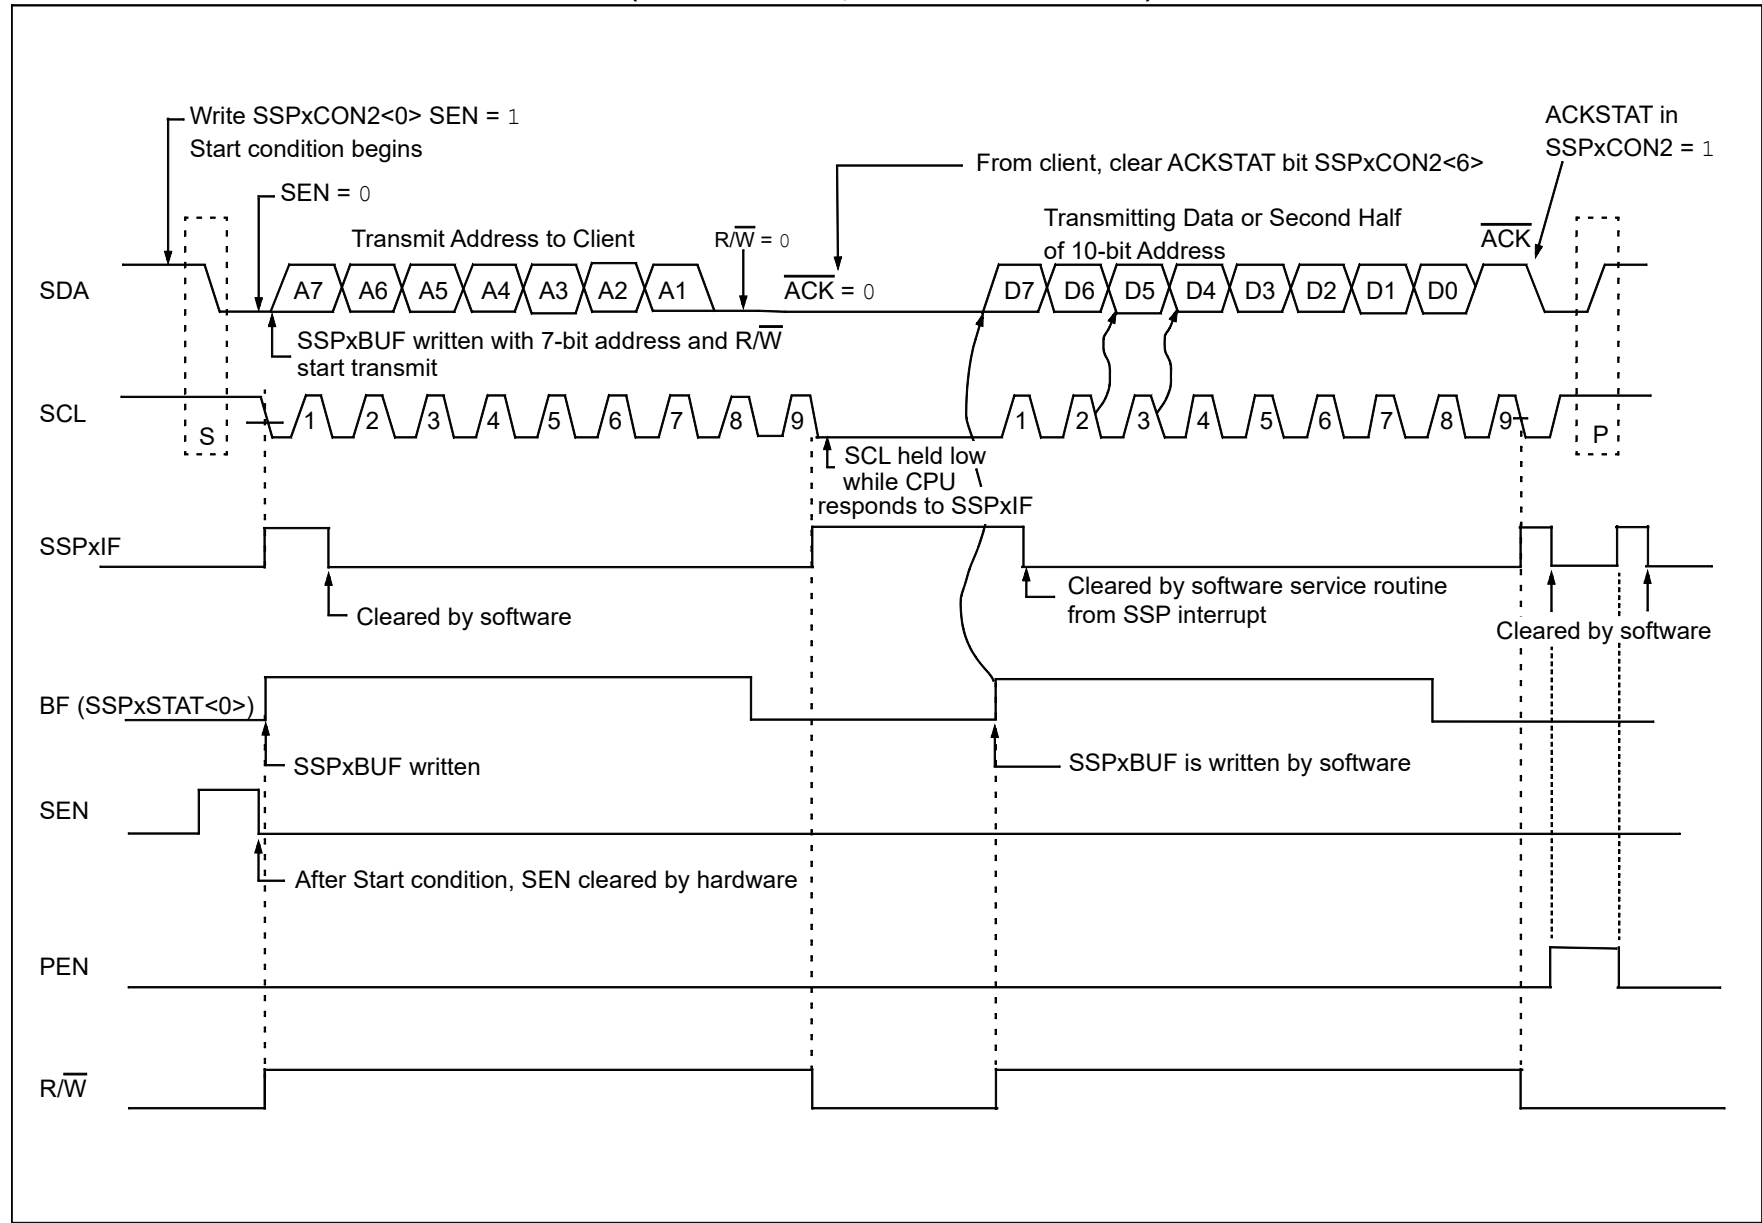 Write SSPxCON2<0> SEN = 1
Start condition begins
ACKSTAT in
SSPxCON2 = 1
From client, clear ACKSTAT bit SSPxCON2<6>
SEN = 0
Transmit Address to Client
R/W̅ = 0
Transmitting Data or Second Half
of 10-bit Address
A̅C̅K̅
SDA
A7 A6 A5 A4 A3 A2 A1
A̅C̅K̅ = 0
D7 D6 D5 D4 D3 D2 D1 D0
SSPxBUF written with 7-bit address and R/W̅
start transmit
SCL
S
1 2 3 4 5 6 7 8 9
1 2 3 4 5 6 7 8 9
P
SCL held low
while CPU
responds to SSPxIF
SSPxIF
Cleared by software
Cleared by software service routine
from SSP interrupt
Cleared by software
BF (SSPxSTAT<0>)
SSPxBUF written
SSPxBUF is written by software
SEN
After Start condition, SEN cleared by hardware
PEN
R/W̅